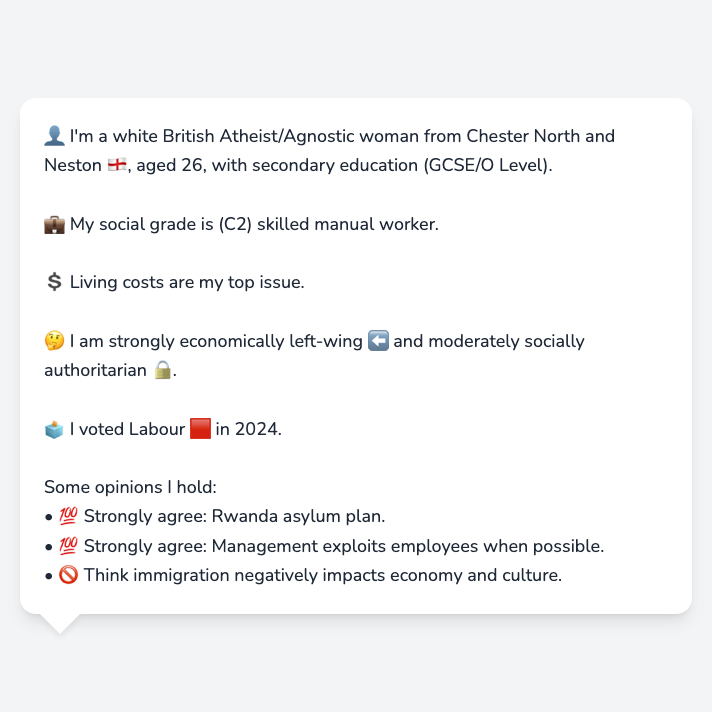 👤 I'm a white British Atheist/Agnostic woman from Chester North and
Neston 🏴󠁧󠁢󠁥󠁮󠁧󠁿, aged 26, with secondary education (GCSE/O Level).
💼 My social grade is (C2) skilled manual worker.
💲 Living costs are my top issue.
🤔 I am strongly economically left-wing ⬅️ and moderately socially
authoritarian 🔒.
🗳️ I voted Labour 🟥 in 2024.
Some opinions I hold:
• 💯 Strongly agree: Rwanda asylum plan.
• 💯 Strongly agree: Management exploits employees when possible.
• 🚫 Think immigration negatively impacts economy and culture.